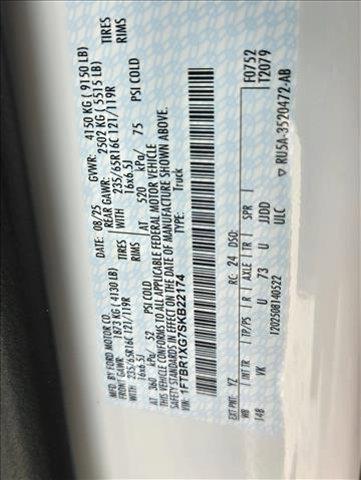 MFD. BY FORD MOTOR CO.
DATE: 08/25 GVWR: 4150 KG ( 9150 LB)
FRONT GAWR: 1873 KG ( 4130 LB) REAR GAWR: 2502 KG ( 5515 LB)
WITH 235/65R16C 121/119R TIRES WITH 235/65R16C 121/119R TIRES
16x6.5J RIMS 16x6.5J RIMS
AT 360 kPa/ 52 PSI COLD AT 520 kPa/ 75 PSI COLD
THIS VEHICLE CONFORMS TO ALL APPLICABLE FEDERAL MOTOR VEHICLE
SAFETY STANDARDS IN EFFECT ON THE DATE OF MANUFACTURE SHOWN ABOVE.
VIN: 1FTBR1XG7SKB22174 TYPE: Truck
F0752
T2079
EXT PNT: YZ RC: 24 DSO:
WB INT TR TP/PS R AXLE TR SPR
148 VK U 73 U JJDD
ULC
1202508140522 RU5A-3520472-AB